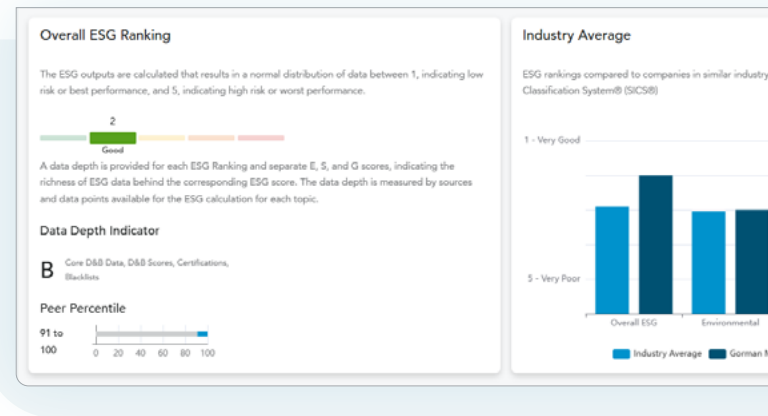 Overall ESG Ranking
The ESG outputs are calculated that results in a normal distribution of data between 1, indicating low
risk or best performance, and 5, indicating high risk or worst performance.
2
Good
A data depth is provided for each ESG Ranking and separate E, S, and G scores, indicating the
richness of ESG data behind the corresponding ESG score. The data depth is measured by sources
and data points available for the ESG calculation for each topic.
Data Depth Indicator
B
Core D&B Data, D&B Scores, Certifications,
Blacklists
Peer Percentile
91 to
100
0 20 40 60 80 100
Industry Average
ESG rankings compared to companies in similar industry
Classification System® (SICS®)
1 - Very Good
5 - Very Poor
Overall ESG Environmental
Industry Average Gorman M